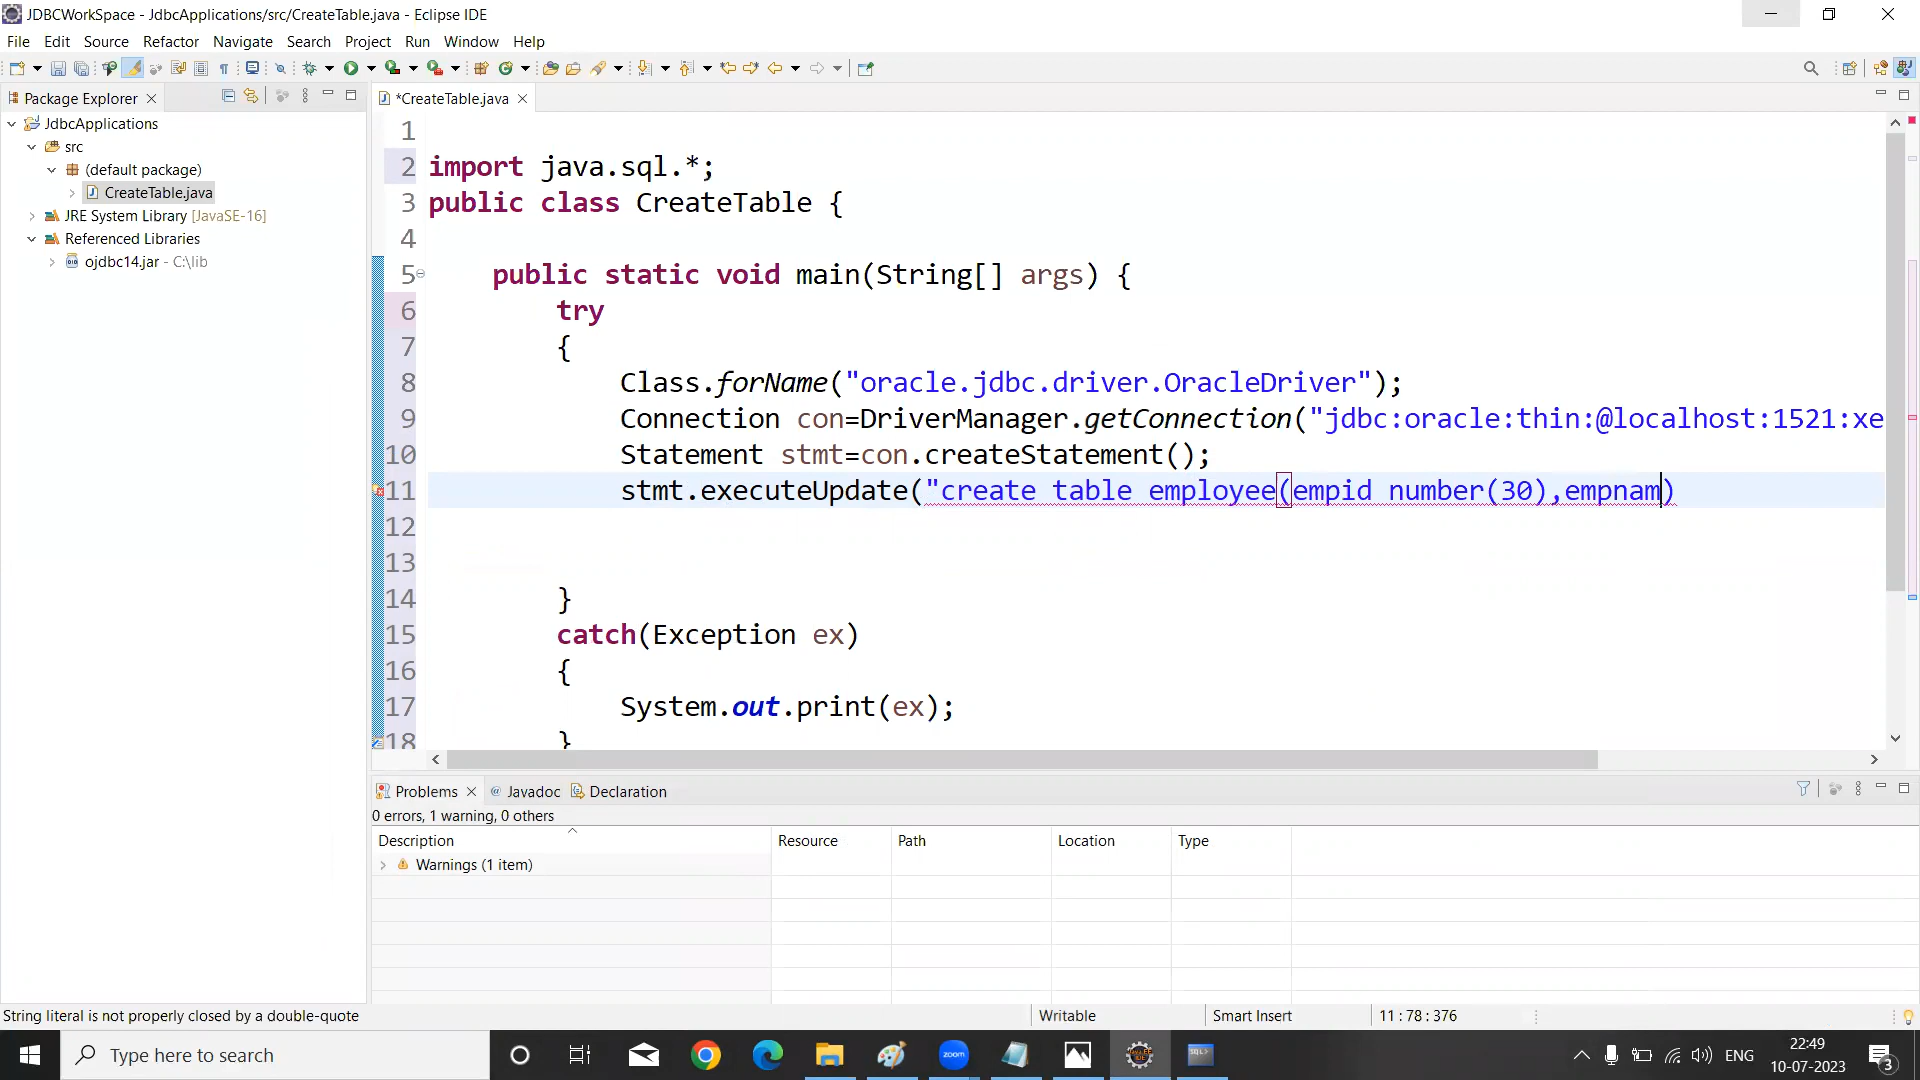 JDBCWorkSpace - JdbcApplications/src/CreateTable.java - Eclipse IDE
File Edit Source Refactor Navigate Search Project Run Window Help
Package Explorer
*CreateTable.java
JdbcApplications
src
(default package)
CreateTable.java
JRE System Library [JavaSE-16]
Referenced Libraries
ojdbc14.jar - C:\lib
1
2 import java.sql.*;
3 public class CreateTable {
4
5 public static void main(String[] args) {
6 try
7 {
8 Class.forName("oracle.jdbc.driver.OracleDriver");
9 Connection con=DriverManager.getConnection("jdbc:oracle:thin:@localhost:1521:xe
10 Statement stmt=con.createStatement();
11 stmt.executeUpdate("create table employee(empid number(30),empnam)
12
13
14 }
15 catch(Exception ex)
16 {
17 System.out.print(ex);
18 }
Problems Javadoc Declaration
0 errors, 1 warning, 0 others
Description Resource Path Location Type
Warnings (1 item)
String literal is not properly closed by a double-quote Writable Smart Insert 11 : 78 : 376
Type here to search
zoom
SQL>
ENG
22:49
10-07-2023
3